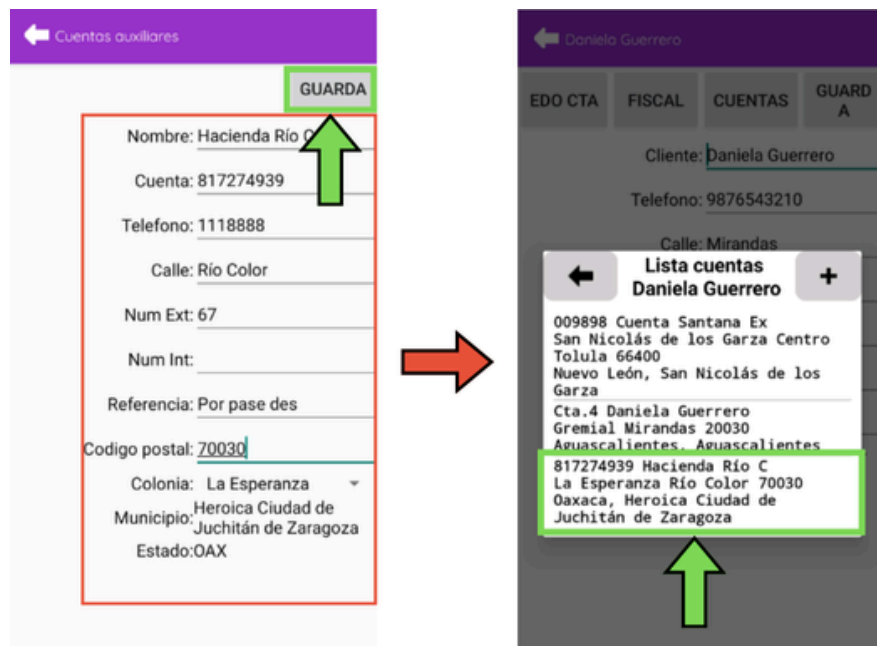 Cuentas auxiliares
GUARDA
Nombre: Hacienda Río C
Cuenta: 817274939
Telefono: 1118888
Calle: Río Color
Num Ext: 67
Num Int:
Referencia: Por pase des
Codigo postal: 70030
Colonia: La Esperanza
Municipio: Heroica Ciudad de
Juchitán de Zaragoza
Estado:OAX
Daniela Guerrero
EDO CTA FISCAL CUENTAS GUARD
A
Cliente: Daniela Guerrero
Telefono: 9876543210
Calle: Mirandas
Lista cuentas
Daniela Guerrero
+
009898 Cuenta Santana Ex
San Nicolás de los Garza Centro
Tolula 66400
Nuevo León, San Nicolás de los
Garza
Cta.4 Daniela Guerrero
Gremial Mirandas 20030
Aguascalientes, Aguascalientes
817274939 Hacienda Río C
La Esperanza Río Color 70030
Oaxaca, Heroica Ciudad de
Juchitán de Zaragoza